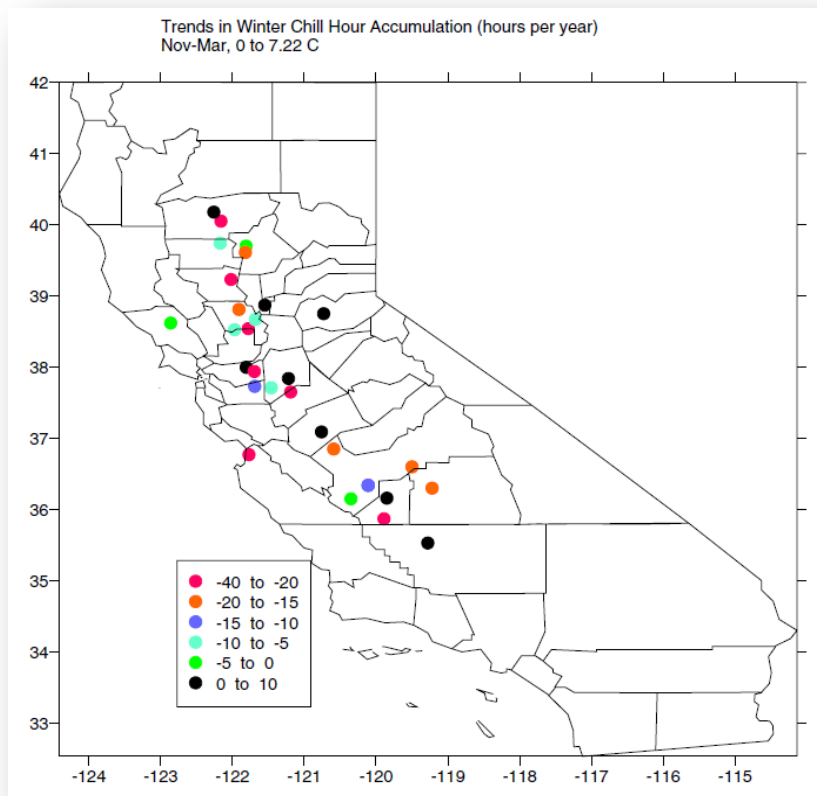 Trends in Winter Chill Hour Accumulation (hours per year)
Nov-Mar, 0 to 7.22 C
42
41
40
39
38
37
36
35
34
33
-40 to -20
-20 to -15
-15 to -10
-10 to -5
-5 to 0
0 to 10
-124 -123 -122 -121 -120 -119 -118 -117 -116 -115